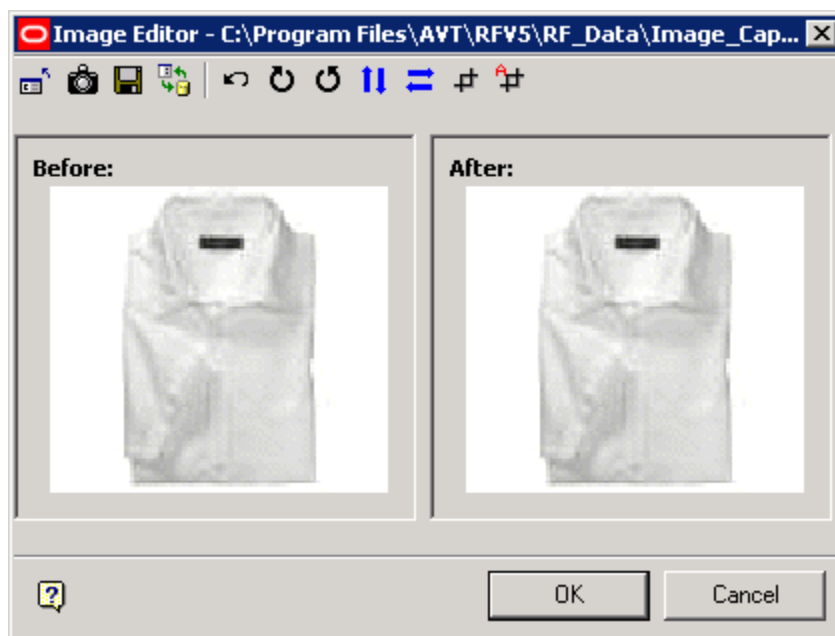 Image Editor - C:\Program Files\AVT\RFV5\RF_Data\Image_Cap...
Before:
After:
OK
Cancel